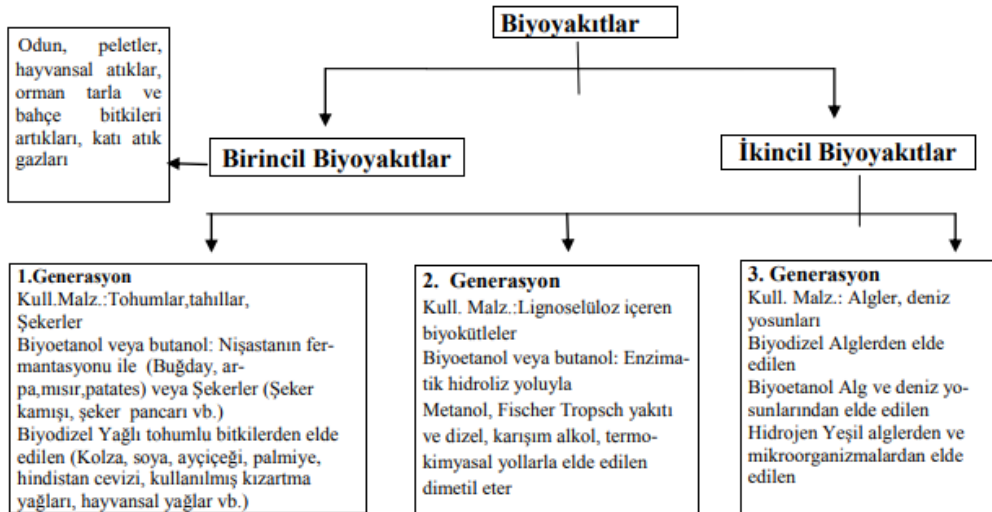 Biyoyakıtlar
Odun, peletler,
hayvansal atıklar,
orman tarla ve
bahçe bitkileri
artıkları, katı atık
gazları
Birincil Biyoyakıtlar
İkincil Biyoyakıtlar
1.Generasyon
Kull.Malz.:Tohumlar,tahıllar,
Şekerler
Biyoetanol veya butanol: Nişastanın fer-
mantasyonu ile (Buğday, ar-
pa,mısır,patates) veya Şekerler (Şeker
kamışı, şeker pancarı vb.)
Biyodizel Yağlı tohumlu bitkilerden elde
edilen (Kolza, soya, ayçiçeği, palmiye,
hindistan cevizi, kullanılmış kızartma
yağları, hayvansal yağlar vb.)
2. Generasyon
Kull. Malz.:Lignoselüloz içeren
biyokütleler
Biyoetanol veya butanol: Enzima-
tik hidroliz yoluyla
Metanol, Fischer Tropsch yakıtı
ve dizel, karışım alkol, termo-
kimyasal yollarla elde edilen
dimetil eter
3. Generasyon
Kull. Malz.: Algler, deniz
yosunları
Biyodizel Alglerden elde
edilen
Biyoetanol Alg ve deniz yo-
sunlarından elde edilen
Hidrojen Yeşil alglerden ve
mikroorganizmalardan elde
edilen